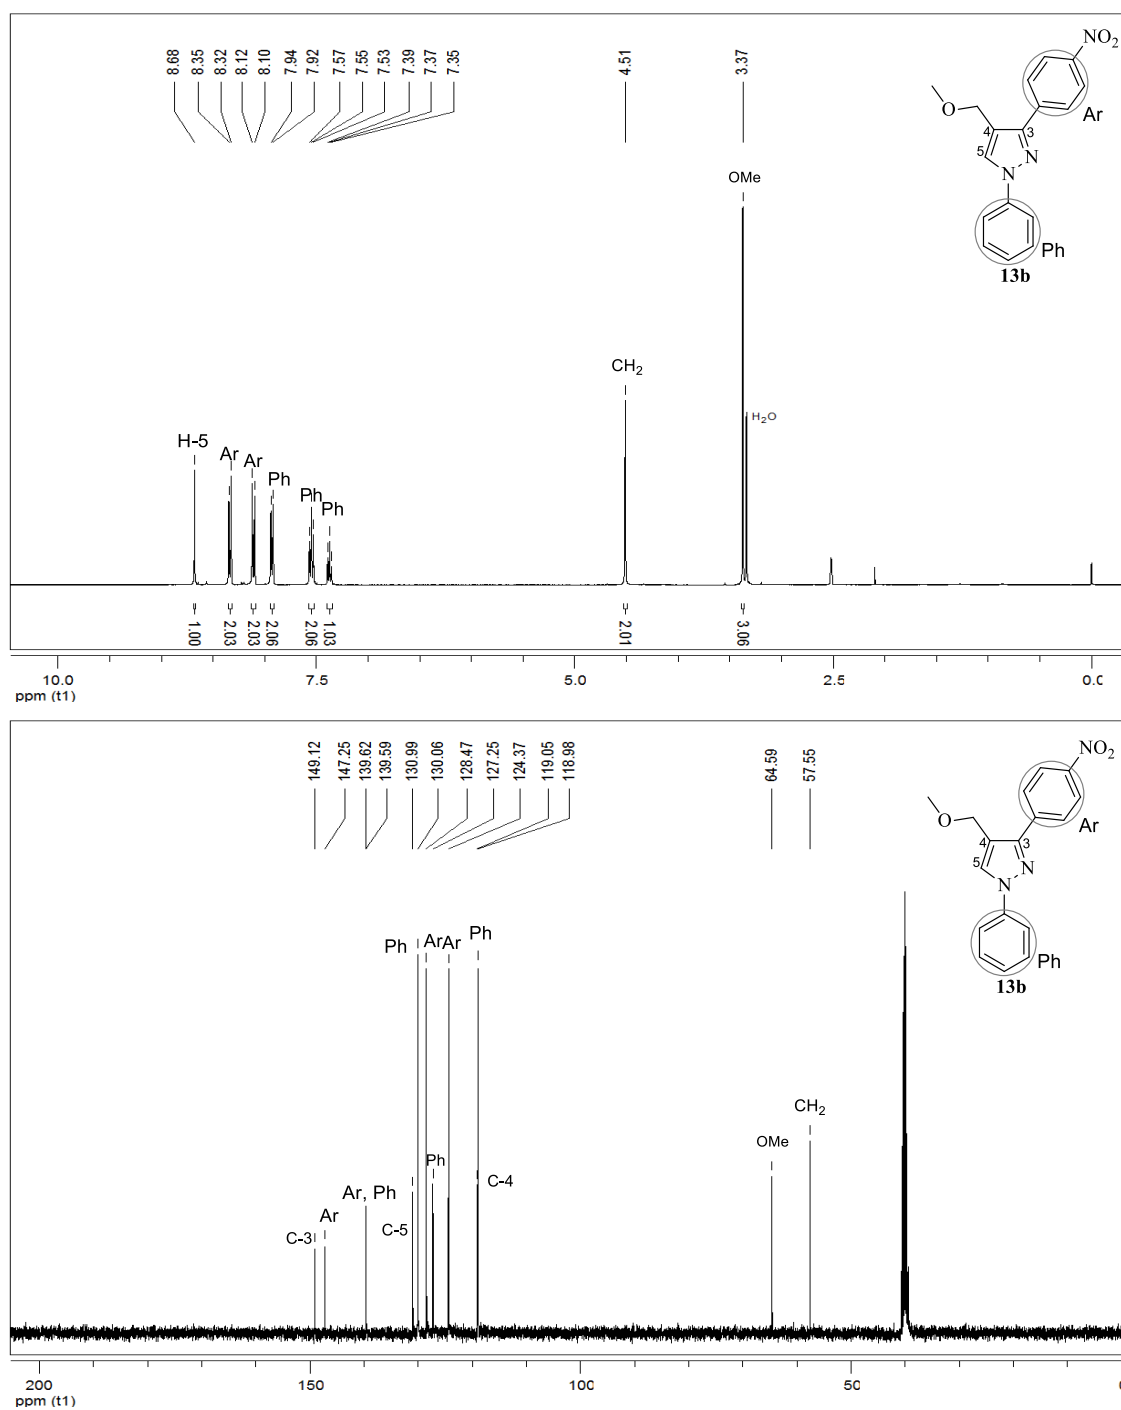 8.68
8.35
8.32
8.12
8.10
7.94
7.92
7.57
7.55
7.53
7.39
7.37
7.35
4.51
3.37
NO2
O
4
3
5
N
N
Ar
Ph
13b
OMe
CH2
H2O
H-5
Ar
Ar
Ph
Ph
Ph
1.00
2.03
2.03
2.06
2.06
1.03
2.01
3.06
10.0
7.5
5.0
2.5
0.0
ppm (t1)
149.12
147.25
139.62
139.59
130.99
130.06
128.47
127.25
124.37
119.05
118.98
64.59
57.55
NO2
O
4
3
5
N
N
Ar
Ph
13b
Ph
Ar
Ar
Ph
CH2
OMe
Ph
C-4
Ar, Ph
C-5
Ar
C-3
200
150
100
50
0
ppm (t1)